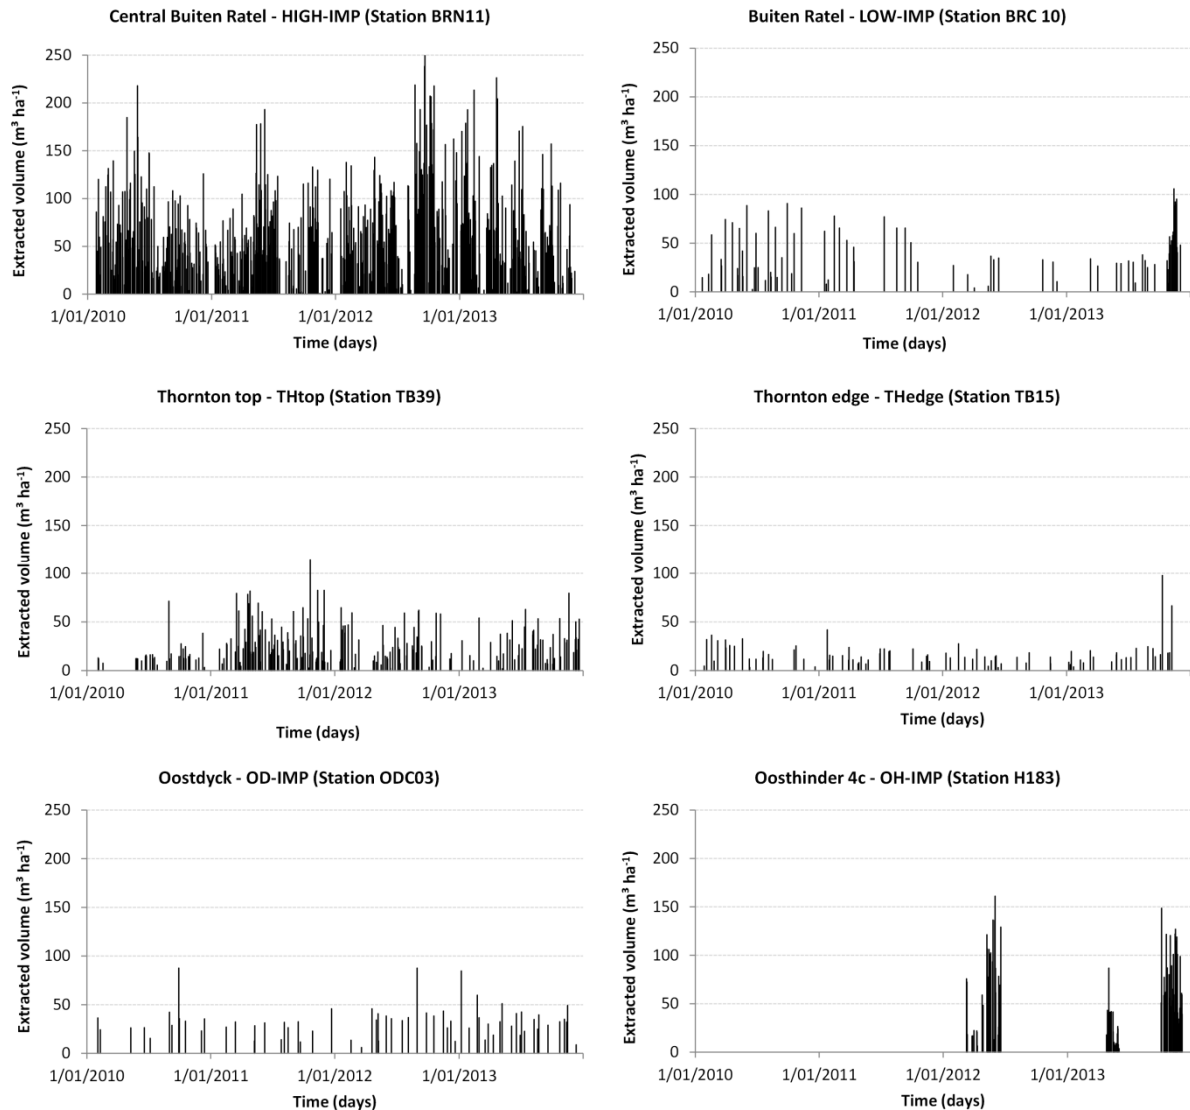 Central Buiten Ratel - HIGH-IMP (Station BRN11)
Extracted volume (m³ ha⁻¹)
250
200
150
100
50
0
1/01/2010 1/01/2011 1/01/2012 1/01/2013
Time (days)
Buiten Ratel - LOW-IMP (Station BRC 10)
Extracted volume (m³ ha⁻¹)
250
200
150
100
50
0
1/01/2010 1/01/2011 1/01/2012 1/01/2013
Time (days)
Thornton top - THtop (Station TB39)
Extracted volume (m³ ha⁻¹)
250
200
150
100
50
0
1/01/2010 1/01/2011 1/01/2012 1/01/2013
Time (days)
Thornton edge - THedge (Station TB15)
Extracted volume (m³ ha⁻¹)
250
200
150
100
50
0
1/01/2010 1/01/2011 1/01/2012 1/01/2013
Time (days)
Oostdyck - OD-IMP (Station ODC03)
Extracted volume (m³ ha⁻¹)
250
200
150
100
50
0
1/01/2010 1/01/2011 1/01/2012 1/01/2013
Time (days)
Oosthinder 4c - OH-IMP (Station H183)
Extracted volume (m³ ha⁻¹)
250
200
150
100
50
0
1/01/2010 1/01/2011 1/01/2012 1/01/2013
Time (days)